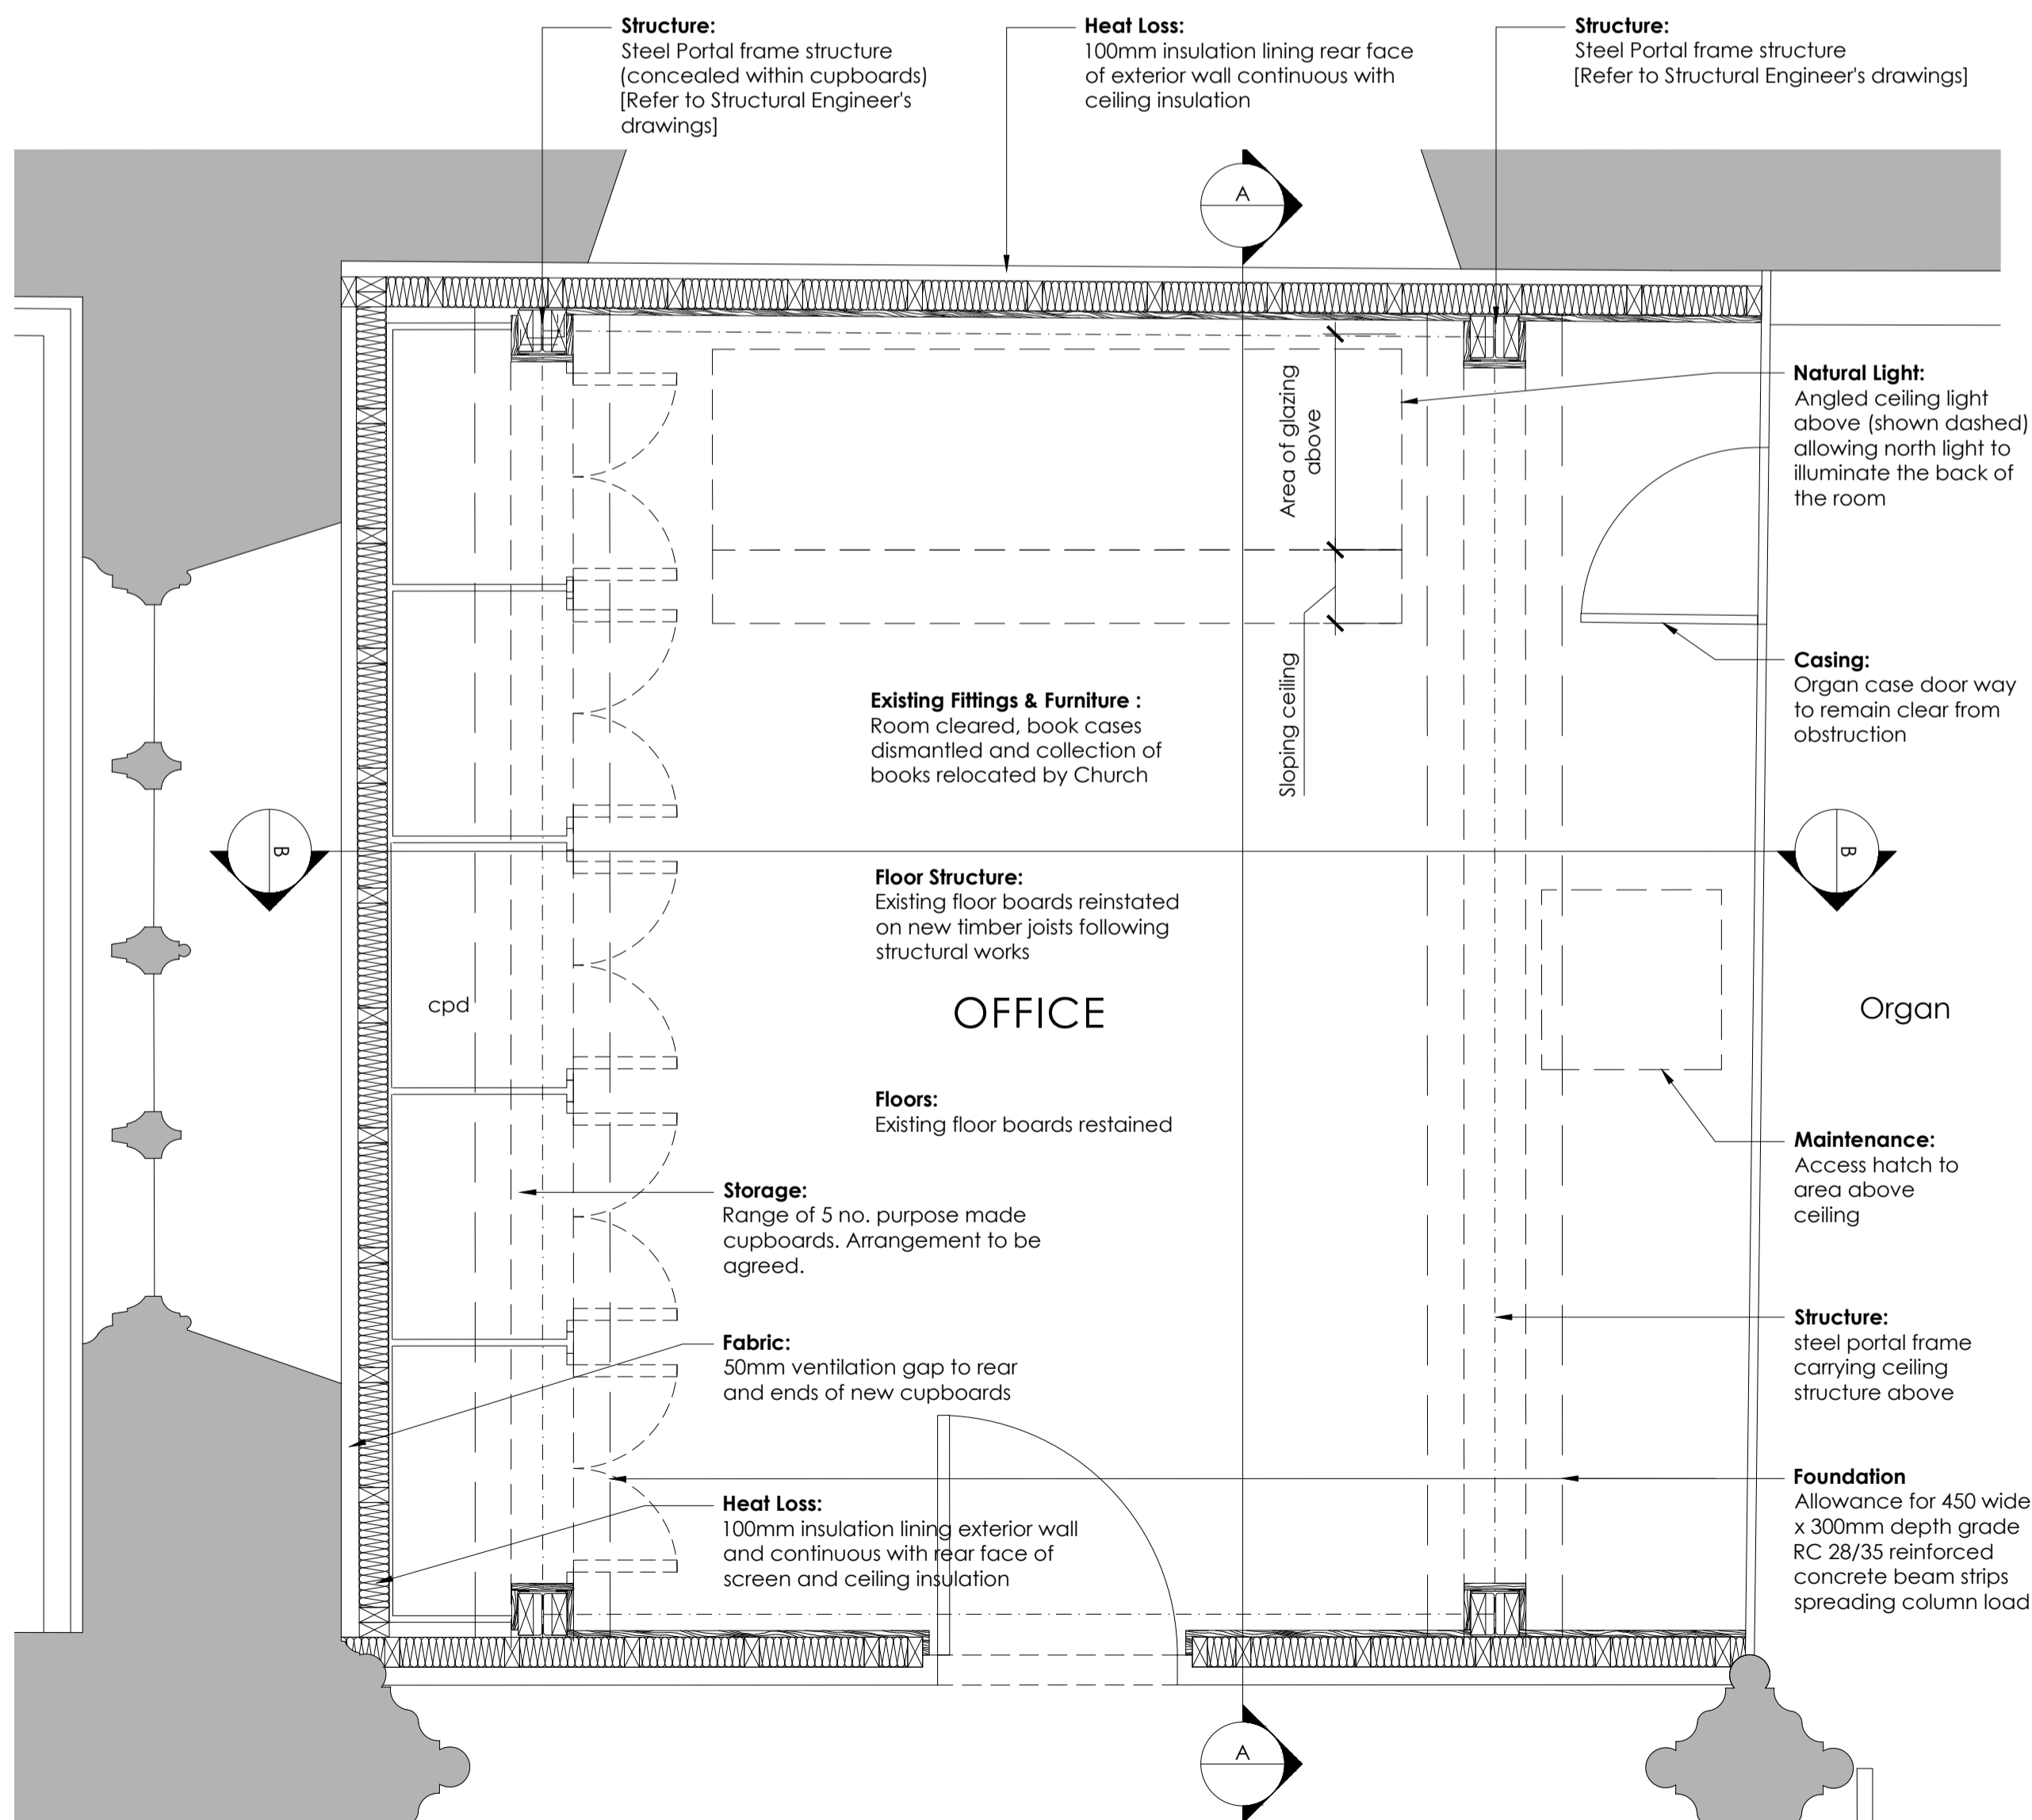 Structure:
Steel Portal frame structure
(concealed within cupboards)
[Refer to Structural Engineer's
drawings]
Heat Loss:
100mm insulation lining rear face
of exterior wall continuous with
ceiling insulation
Structure:
Steel Portal frame structure
[Refer to Structural Engineer's drawings]
A
Area of glazing
above
Natural Light:
Angled ceiling light
above (shown dashed)
allowing north light to
illuminate the back of
the room
Sloping ceiling
Casing:
Organ case door way
to remain clear from
obstruction
Existing Fittings & Furniture :
Room cleared, book cases
dismantled and collection of
books relocated by Church
B
B
Floor Structure:
Existing floor boards reinstated
on new timber joists following
structural works
cpd
OFFICE
Organ
Floors:
Existing floor boards restained
Maintenance:
Access hatch to
area above
ceiling
Storage:
Range of 5 no. purpose made
cupboards. Arrangement to be
agreed.
Structure:
steel portal frame
carrying ceiling
structure above
Fabric:
50mm ventilation gap to rear
and ends of new cupboards
Foundation
Allowance for 450 wide
x 300mm depth grade
RC 28/35 reinforced
concrete beam strips
spreading column load
Heat Loss:
100mm insulation lining exterior wall
and continuous with rear face of
screen and ceiling insulation
A